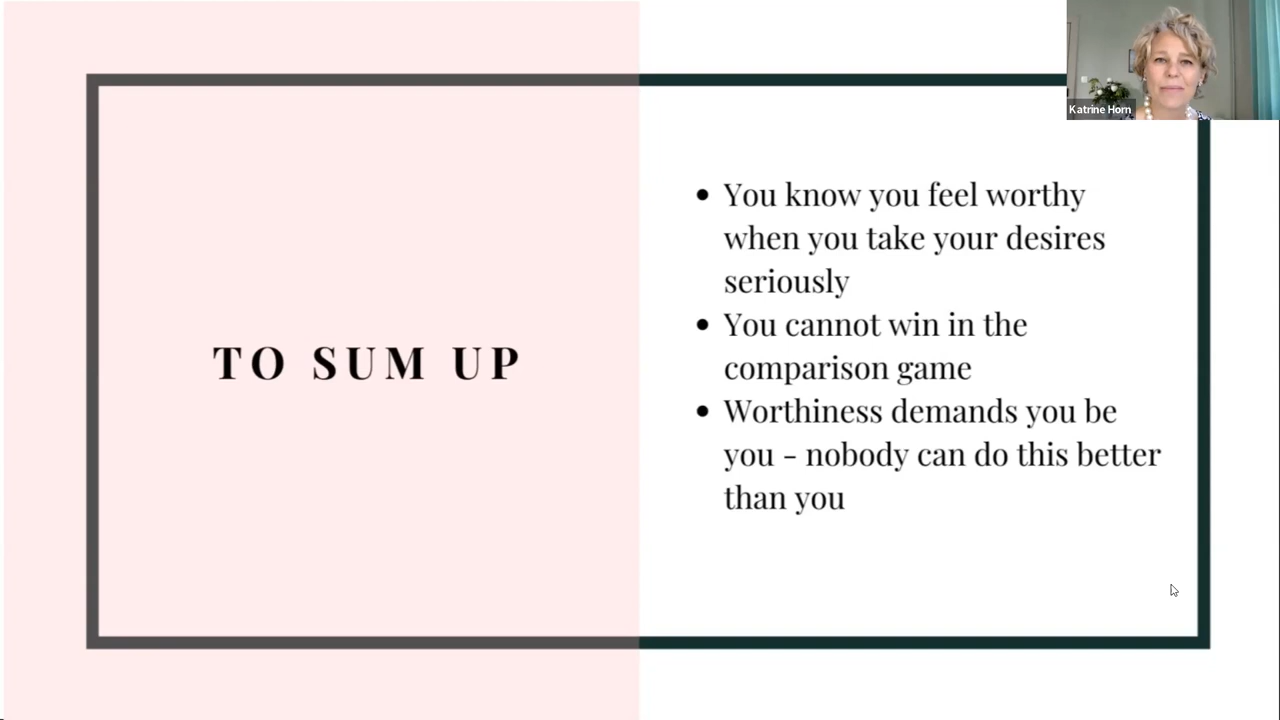 Katrine Horn
TO SUM UP
• You know you feel worthy
when you take your desires
seriously
• You cannot win in the
comparison game
• Worthiness demands you be
you - nobody can do this better
than you